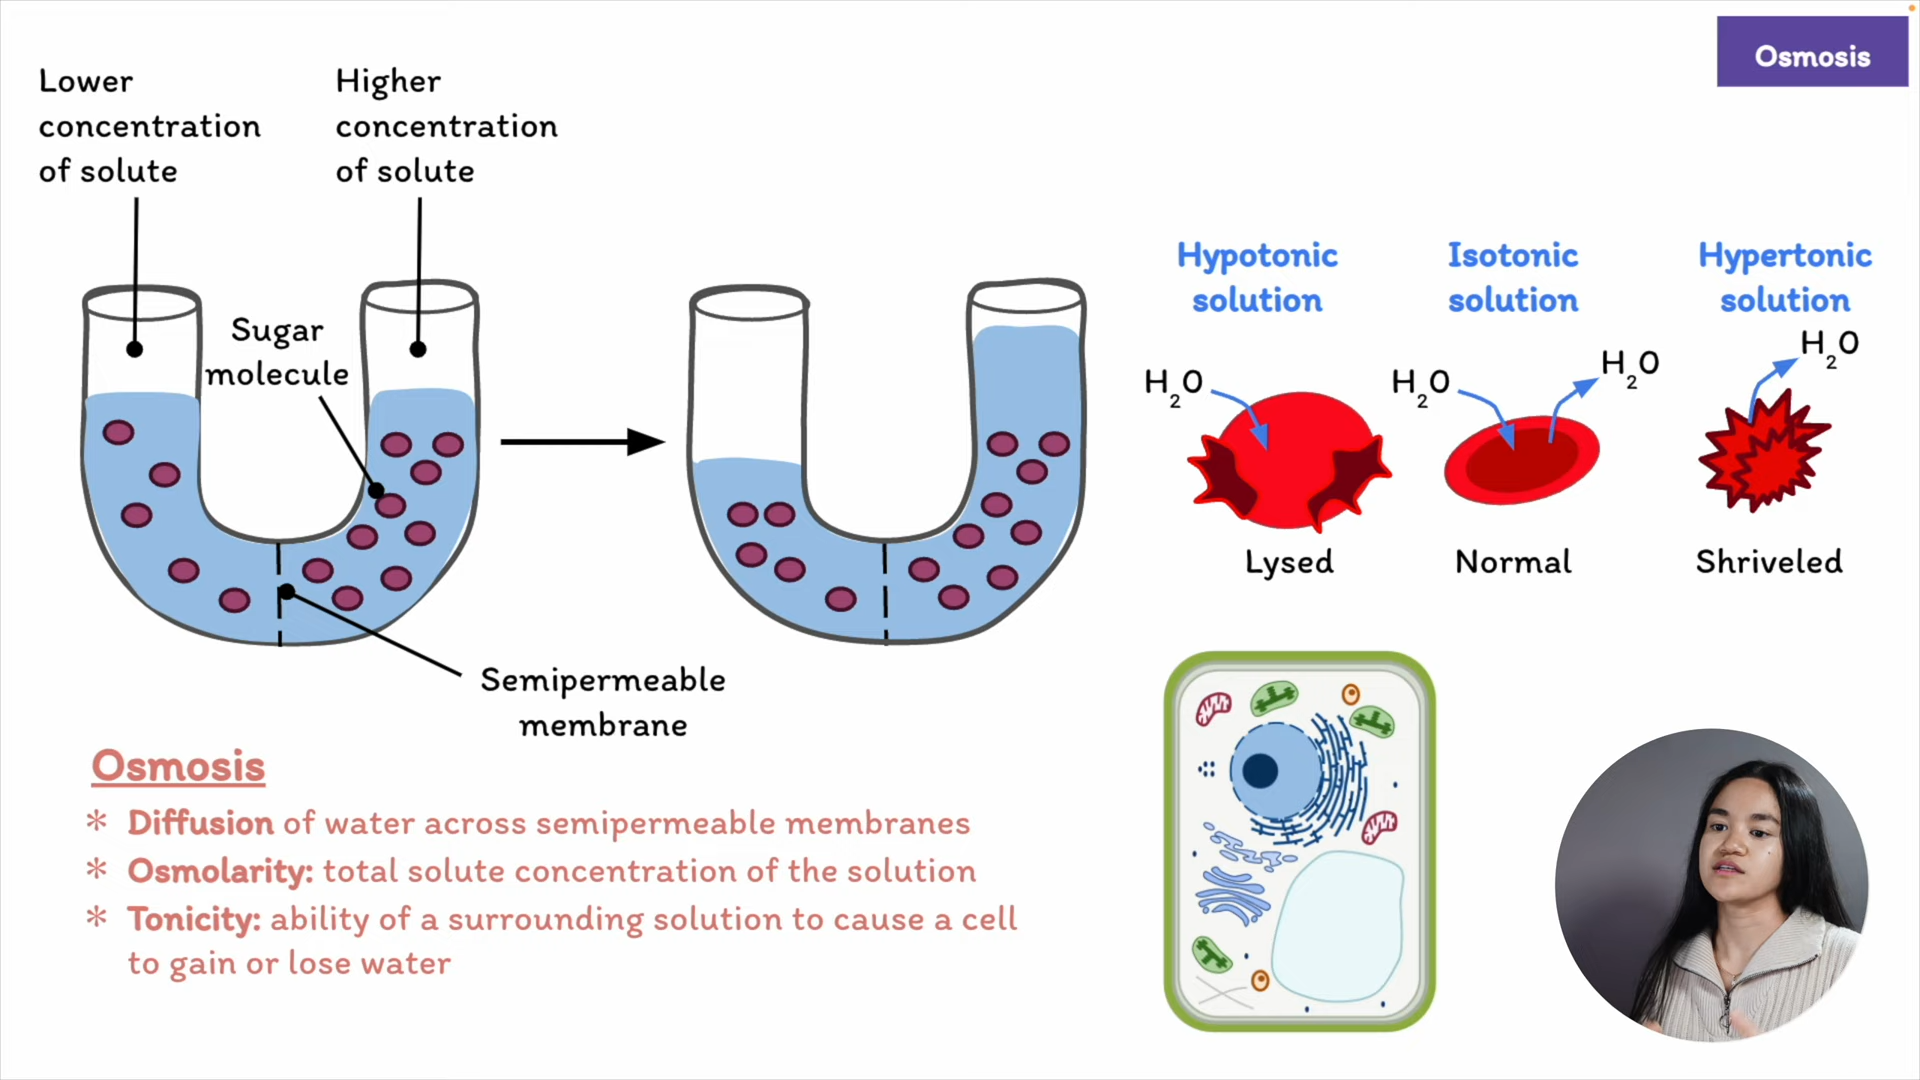 Osmosis
Lower
concentration
of solute
Higher
concentration
of solute
Sugar
molecule
Semipermeable
membrane
Hypotonic
solution
Isotonic
solution
Hypertonic
solution
H₂O
H₂O
H₂O
H₂O
Lysed
Normal
Shriveled
Osmosis
* Diffusion of water across semipermeable membranes
* Osmolarity: total solute concentration of the solution
* Tonicity: ability of a surrounding solution to cause a cell
to gain or lose water